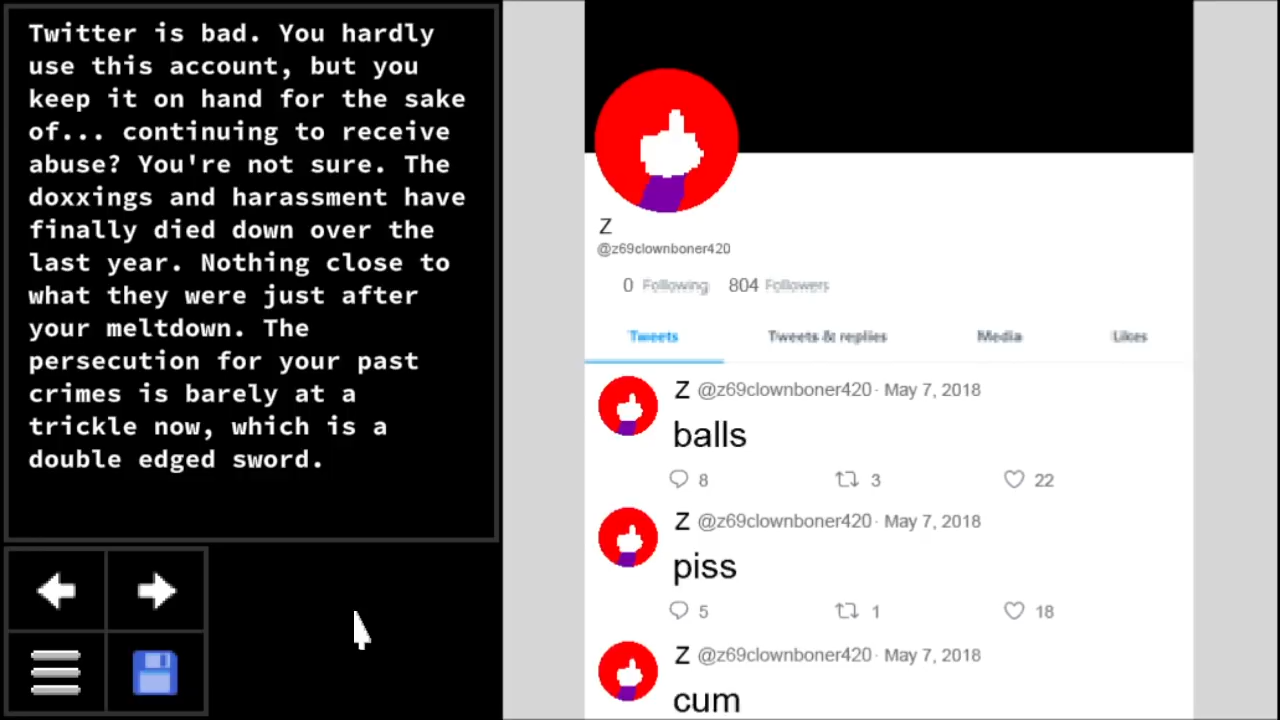 Twitter is bad. You hardly
use this account, but you
keep it on hand for the sake
of... continuing to receive
abuse? You're not sure. The
doxxings and harassment have
finally died down over the
last year. Nothing close to
what they were just after
your meltdown. The
persecution for your past
crimes is barely at a
trickle now, which is a
double edged sword.
Z
@z69clownboner420
0 Following 804 Followers
Tweets Tweets & replies Media Likes
Z @z69clownboner420 · May 7, 2018
balls
8 3 22
Z @z69clownboner420 · May 7, 2018
piss
5 1 18
Z @z69clownboner420 · May 7, 2018
cum